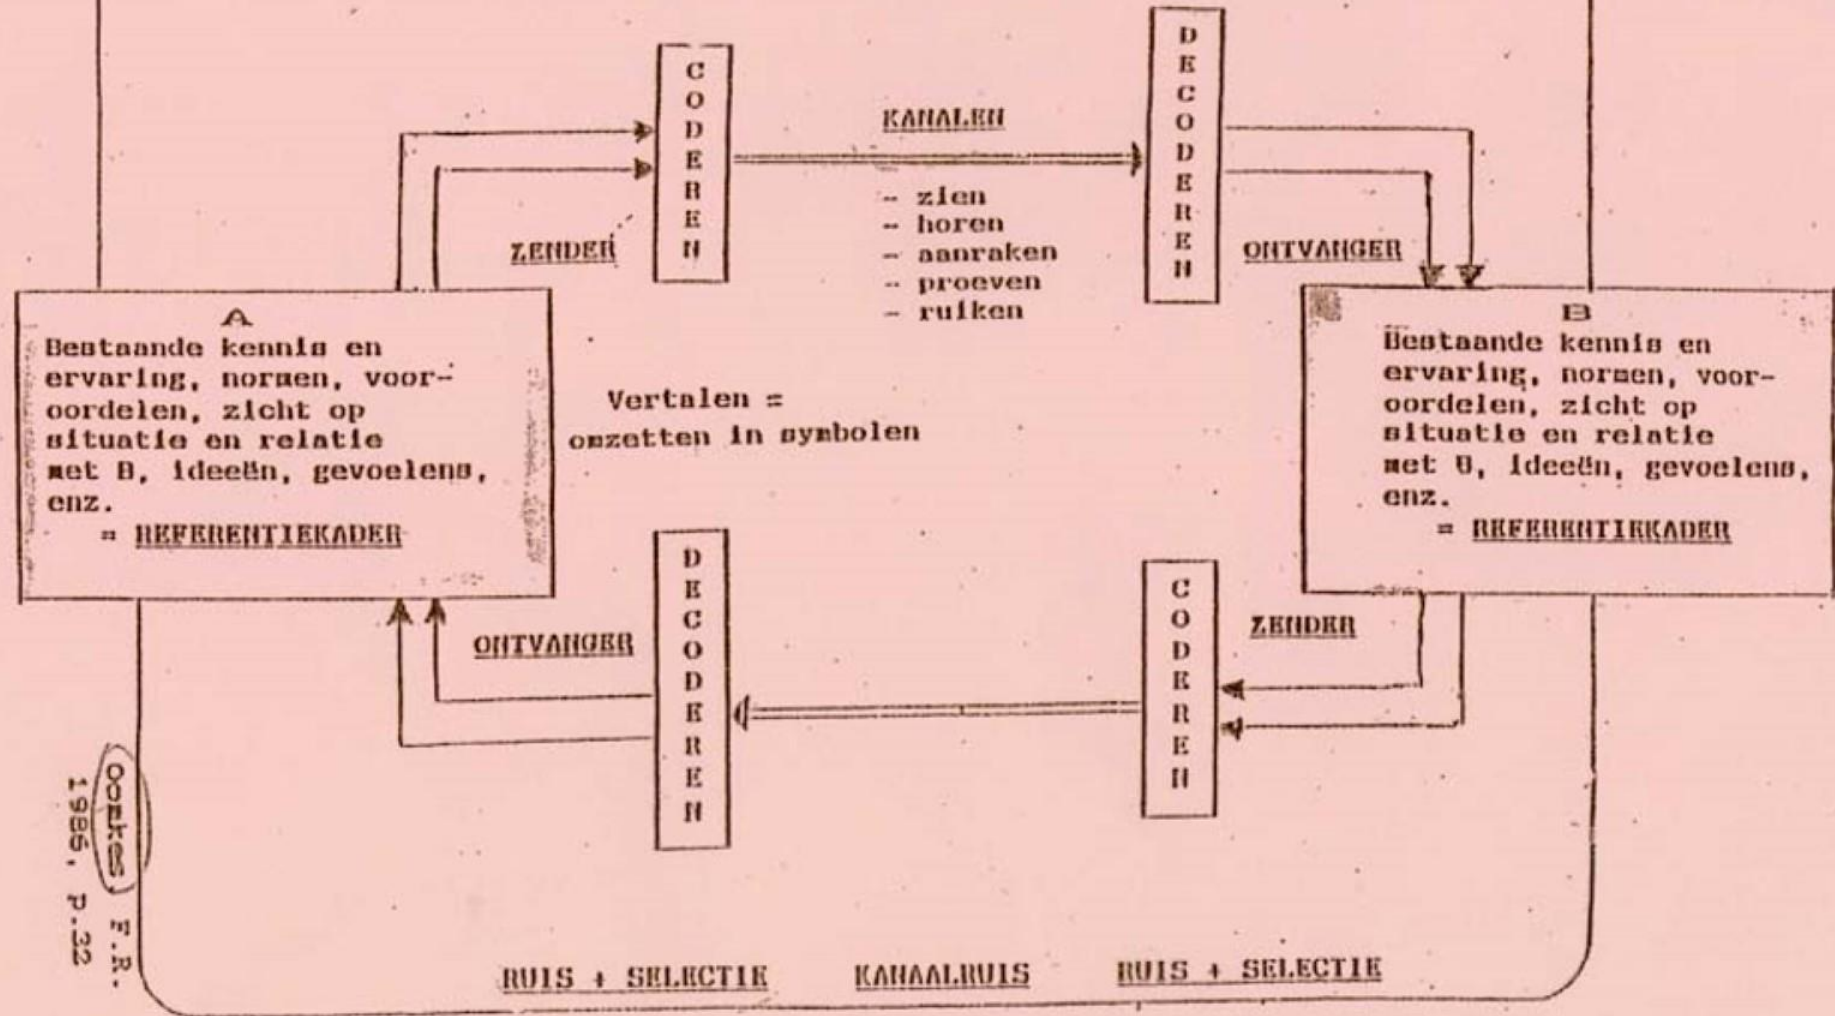 CODEREN
KANALEN
- zien
- horen
- aanraken
- proeven
- ruiken
DECODEREN
ZENDER
ONTVANGER
A
Bestaande kennis en
ervaring, normen, voor-
oordelen, zicht op
situatie en relatie
met B, ideeën, gevoelens,
enz.
= REFERENTIEKADER
Vertalen =
omzetten in symbolen
B
Bestaande kennis en
ervaring, normen, voor-
oordelen, zicht op
situatie en relatie
met B, ideeën, gevoelens,
enz.
= REFERENTIEKADER
ONTVANGER
DECODEREN
CODEREN
ZENDER
Oomkes, F.R.
1986, p.32
RUIS + SELECTIE KANAALRUIS RUIS + SELECTIE